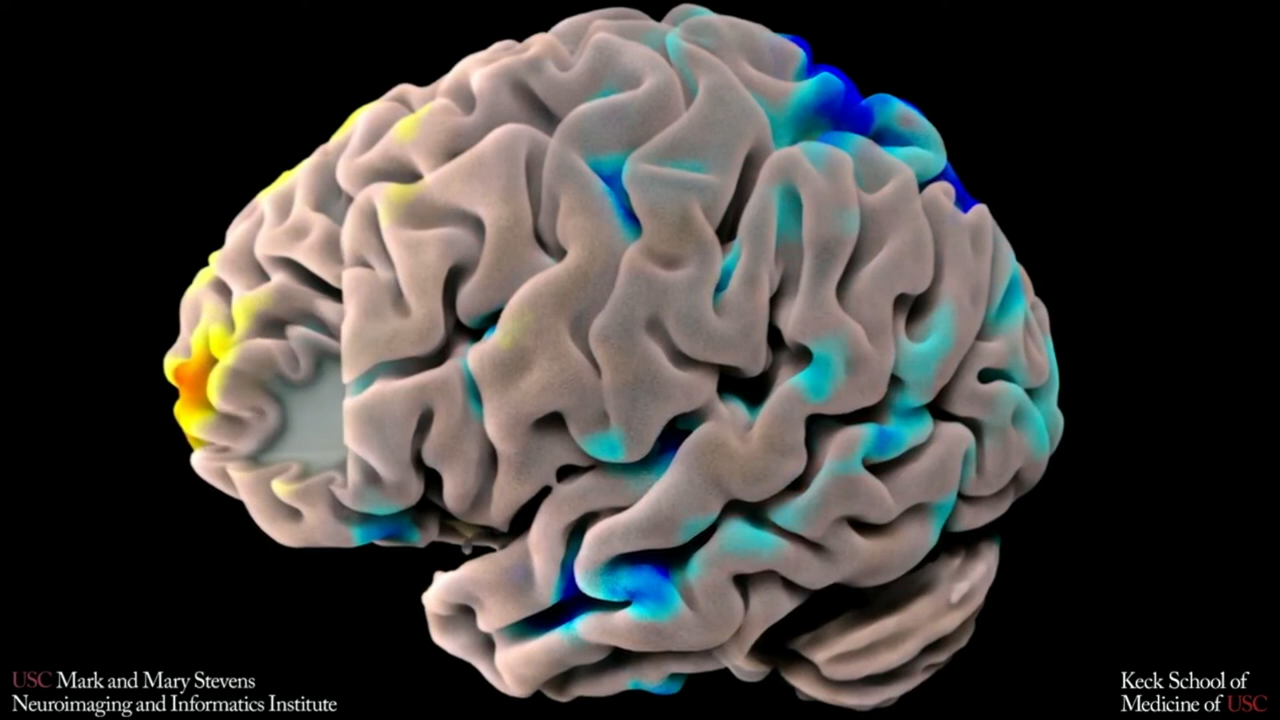 USC Mark and Mary Stevens
Neuroimaging and Informatics Institute
Keck School of
Medicine of USC